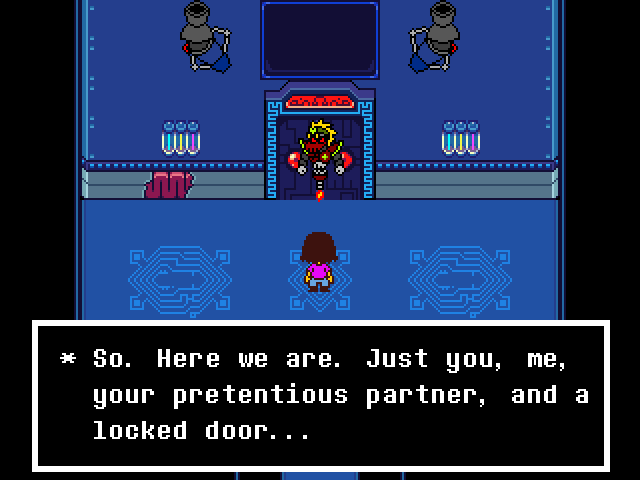 * So. Here we are. Just you, me,
your pretentious partner, and a
locked door...